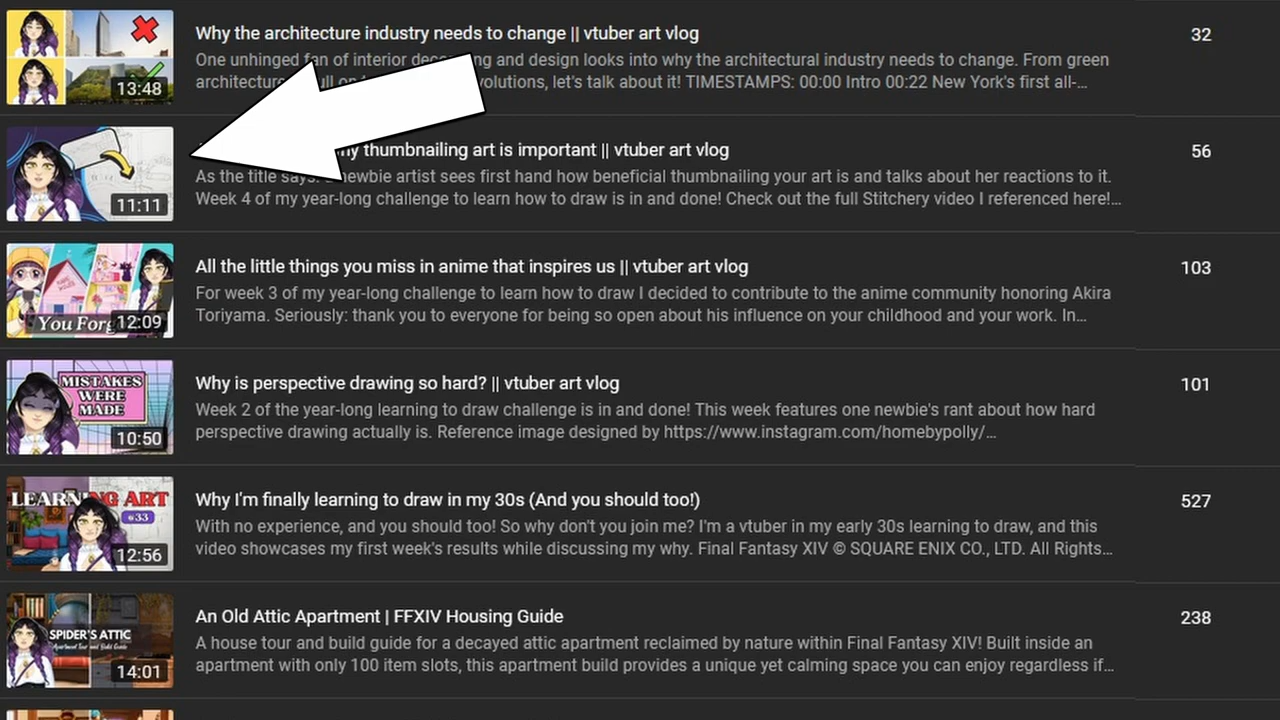 Why the architecture industry needs to change || vtuber art vlog
32
One unhinged fan of interior decorating and design looks into why the architectural industry needs to change. From green
architecture full on volutions, let's talk about it! TIMESTAMPS: 00:00 Intro 00:22 New York's first all-...
13:48
why thumbnailing art is important || vtuber art vlog
56
As the title says: a newbie artist sees first hand how beneficial thumbnailing your art is and talks about her reactions to it.
Week 4 of my year-long challenge to learn how to draw is in and done! Check out the full Stitchery video I referenced here!...
11:11
All the little things you miss in anime that inspires us || vtuber art vlog
103
For week 3 of my year-long challenge to learn how to draw I decided to contribute to the anime community honoring Akira
Toriyama. Seriously: thank you to everyone for being so open about his influence on your childhood and your work. In...
You Forg
12:09
Why is perspective drawing so hard? || vtuber art vlog
101
MISTAKES
WERE
MADE
Week 2 of the year-long learning to draw challenge is in and done! This week features one newbie's rant about how hard
perspective drawing actually is. Reference image designed by https://www.instagram.com/homebypolly/...
10:50
Why I'm finally learning to draw in my 30s (And you should too!)
527
LEARNING ART
@33
With no experience, and you should too! So why don't you join me? I'm a vtuber in my early 30s learning to draw, and this
video showcases my first week's results while discussing my why. Final Fantasy XIV © SQUARE ENIX CO., LTD. All Rights...
12:56
An Old Attic Apartment | FFXIV Housing Guide
238
SPIDER'S ATTIC
Apartment Tour and Build Guide
A house tour and build guide for a decayed attic apartment reclaimed by nature within Final Fantasy XIV! Built inside an
apartment with only 100 item slots, this apartment build provides a unique yet calming space you can enjoy regardless if...
14:01